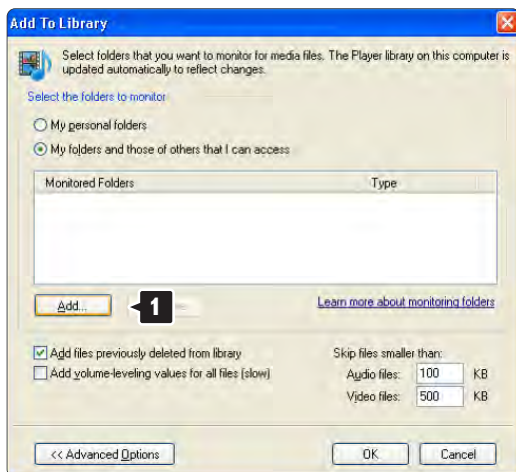 Add To Library
Select folders that you want to monitor for media files. The Player library on this computer is
updated automatically to reflect changes.
Select the folders to monitor
My personal folders
My folders and those of others that I can access
Monitored Folders Type
Add... 1 Learn more about monitoring folders
Add files previously deleted from library Skip files smaller than:
Add volume-leveling values for all files (slow) Audio files: 100 KB
Video files: 500 KB
<< Advanced Options OK Cancel